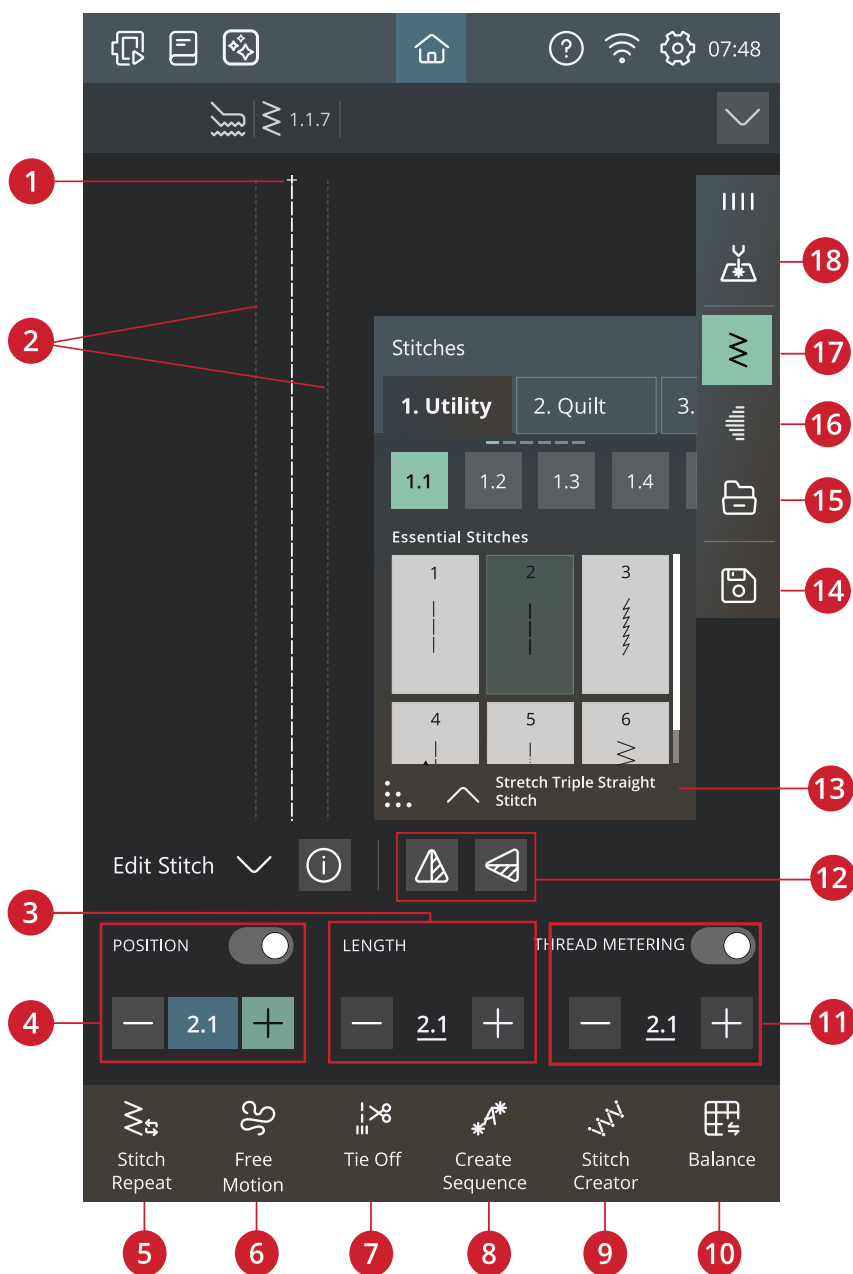 07:48
1.1.7
1
18
2
Stitches
17
1. Utility
2. Quilt
3.
16
1.1
1.2
1.3
1.4
15
Essential Stitches
1
2
3
14
4
5
6
Stretch Triple Straight
Stitch
13
Edit Stitch
12
3
POSITION
LENGTH
THREAD METERING
4
2.1
2.1
2.1
11
Stitch
Repeat
Free
Motion
Tie Off
Create
Sequence
Stitch
Creator
Balance
5
6
7
8
9
10